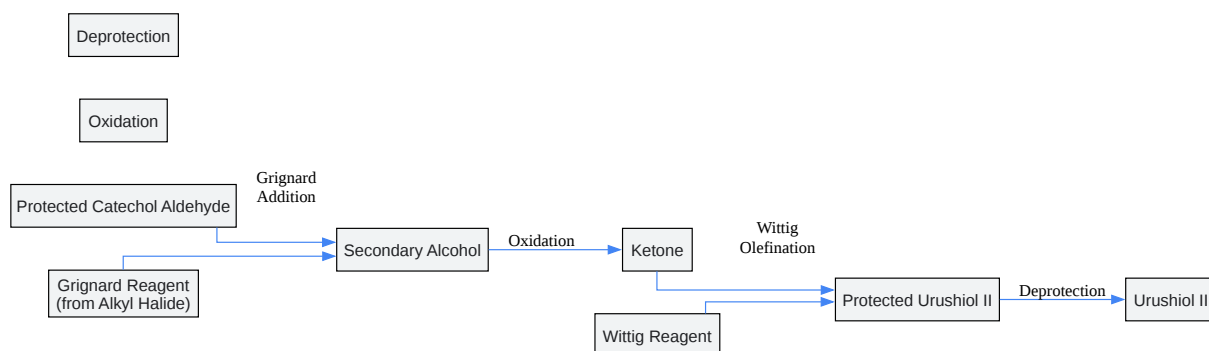 Deprotection
Oxidation
Protected Catechol Aldehyde
Grignard
Addition
Grignard Reagent
(from Alkyl Halide)
Secondary Alcohol
Oxidation
Ketone
Wittig
Olefination
Wittig Reagent
Protected Urushiol II
Deprotection
Urushiol II